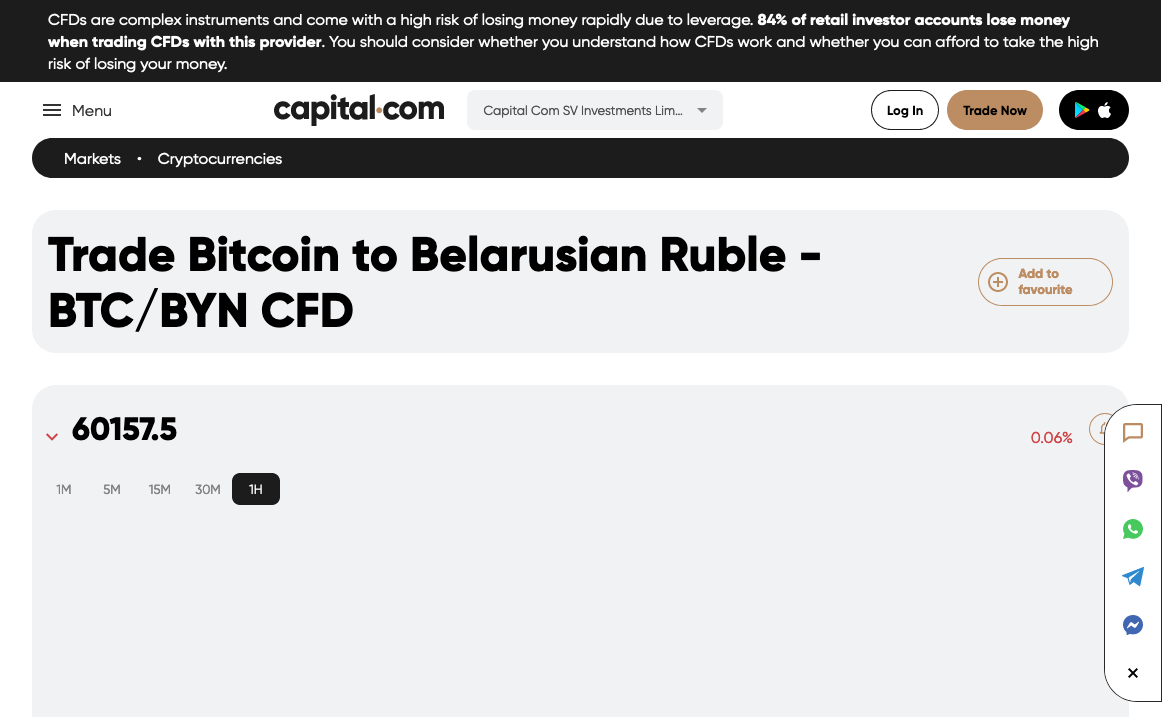 CFDs are complex instruments and come with a high risk of losing money rapidly due to leverage. 84% of retail investor accounts lose money
when trading CFDs with this provider. You should consider whether you understand how CFDs work and whether you can afford to take the high
risk of losing your money.
Menu
capital.com
Capital Com SV Investments Lim...
Log In
Trade Now
Markets • Cryptocurrencies
Trade Bitcoin to Belarusian Ruble -
BTC/BYN CFD
Add to
favourite
60157.5
0.06%
1M 5M 15M 30M 1H